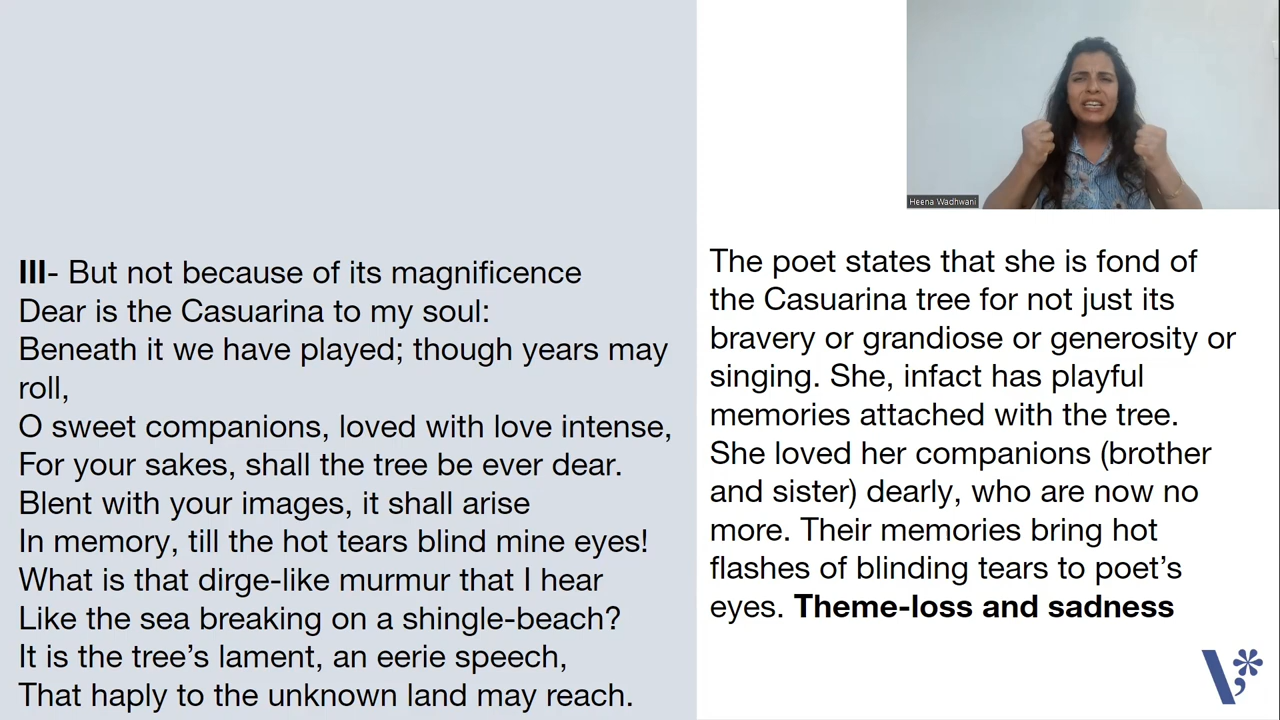 III- But not because of its magnificence
Dear is the Casuarina to my soul:
Beneath it we have played; though years may
roll,
O sweet companions, loved with love intense,
For your sakes, shall the tree be ever dear.
Blent with your images, it shall arise
In memory, till the hot tears blind mine eyes!
What is that dirge-like murmur that I hear
Like the sea breaking on a shingle-beach?
It is the tree’s lament, an eerie speech,
That haply to the unknown land may reach.
Heena Wadhwani
The poet states that she is fond of
the Casuarina tree for not just its
bravery or grandiose or generosity or
singing. She, infact has playful
memories attached with the tree.
She loved her companions (brother
and sister) dearly, who are now no
more. Their memories bring hot
flashes of blinding tears to poet’s
eyes. Theme-loss and sadness